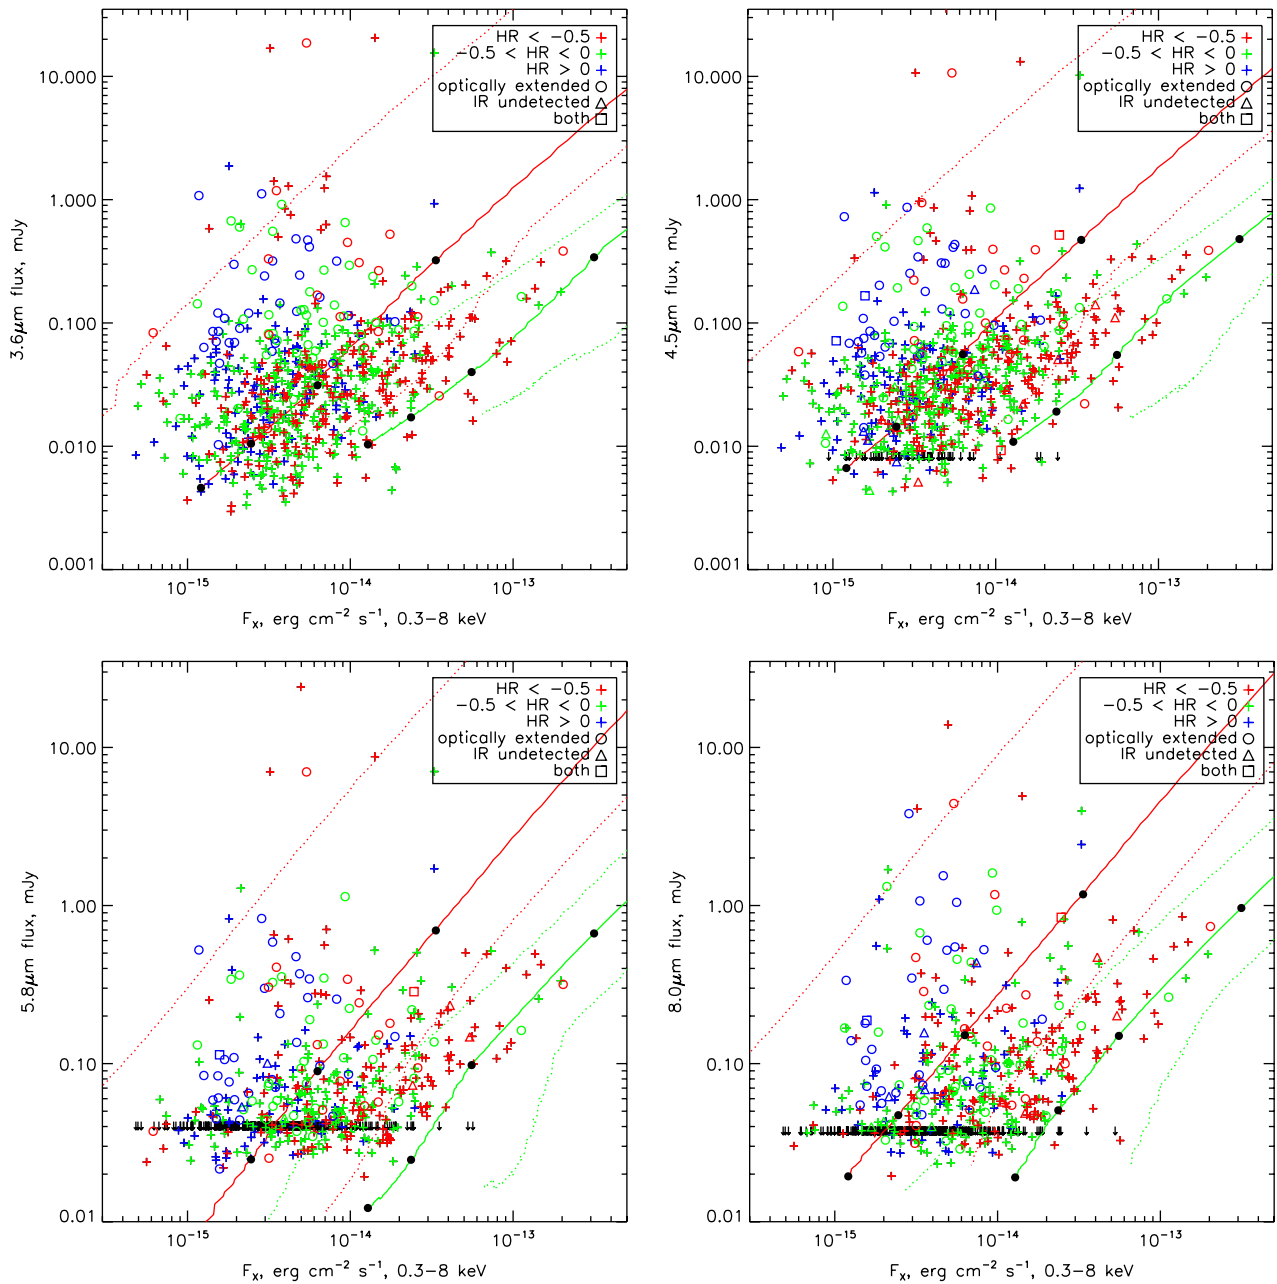 HR < −0.5
−0.5 < HR < 0
HR > 0
optically extended
IR undetected
both
10.000
1.000
0.100
0.010
0.001
3.6μm flux, mJy
10−15
10−14
10−13
Fx, erg cm−2 s−1, 0.3−8 keV
HR < −0.5
−0.5 < HR < 0
HR > 0
optically extended
IR undetected
both
10.000
1.000
0.100
0.010
0.001
4.5μm flux, mJy
10−15
10−14
10−13
Fx, erg cm−2 s−1, 0.3−8 keV
HR < −0.5
−0.5 < HR < 0
HR > 0
optically extended
IR undetected
both
10.00
1.00
0.10
0.01
5.8μm flux, mJy
10−15
10−14
10−13
Fx, erg cm−2 s−1, 0.3−8 keV
HR < −0.5
−0.5 < HR < 0
HR > 0
optically extended
IR undetected
both
10.00
1.00
0.10
0.01
8.0μm flux, mJy
10−15
10−14
10−13
Fx, erg cm−2 s−1, 0.3−8 keV